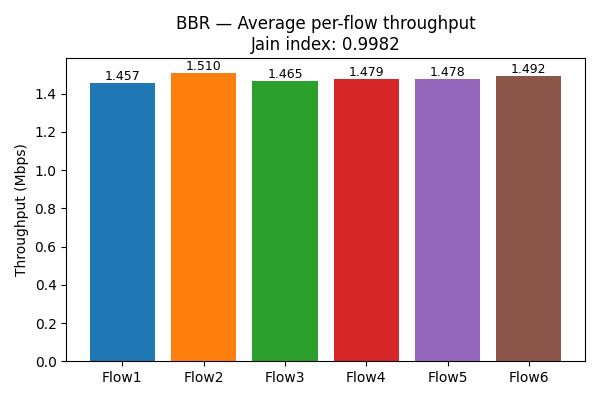 BBR — Average per-flow throughput
Jain index: 0.9982
1.457
1.510
1.465
1.479
1.478
1.492
Throughput (Mbps)
1.4
1.2
1.0
0.8
0.6
0.4
0.2
0.0
Flow1
Flow2
Flow3
Flow4
Flow5
Flow6